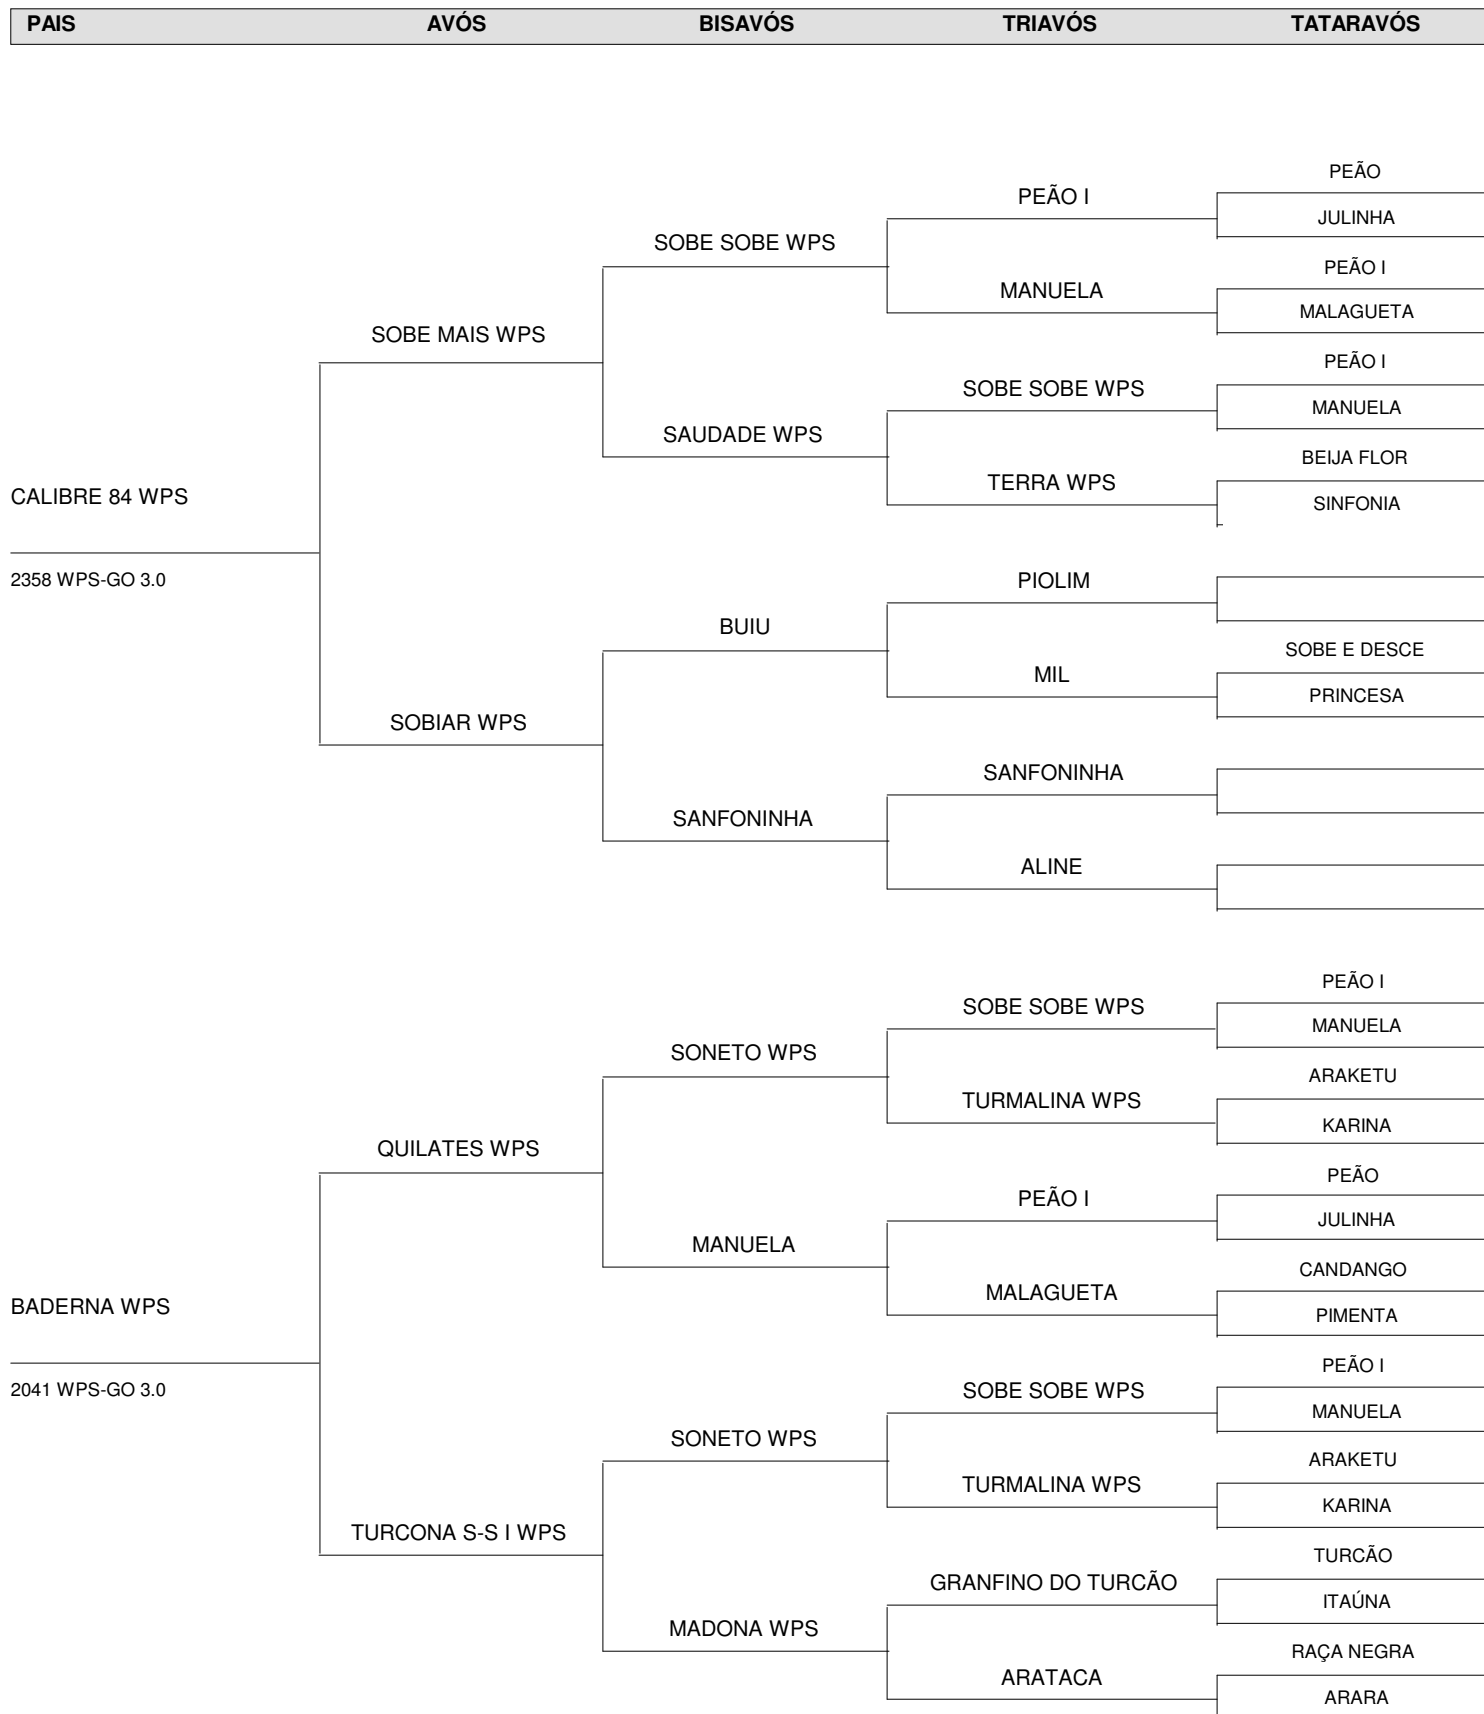 PAIS AVÓS BISAVÓS TRIAVÓS TATARAVÓS
PEÃO
PEÃO I
JULINHA
SOBE SOBE WPS
PEÃO I
MANUELA
MALAGUETA
SOBE MAIS WPS
PEÃO I
SOBE SOBE WPS
MANUELA
SAUDADE WPS
BEIJA FLOR
TERRA WPS
CALIBRE 84 WPS
SINFONIA
2358 WPS-GO 3.0
PIOLIM
BUIU
SOBE E DESCE
MIL
PRINCESA
SOBIAR WPS
SANFONINHA
SANFONINHA
ALINE
PEÃO I
SOBE SOBE WPS
MANUELA
SONETO WPS
ARAKETU
TURMALINA WPS
KARINA
QUILATES WPS
PEÃO
PEÃO I
JULINHA
MANUELA
CANDANGO
MALAGUETA
BADERNA WPS
PIMENTA
PEÃO I
2041 WPS-GO 3.0
SOBE SOBE WPS
MANUELA
SONETO WPS
ARAKETU
TURMALINA WPS
KARINA
TURCONA S-S I WPS
TURCÃO
GRANFINO DO TURCÃO
ITAÚNA
MADONA WPS
RAÇA NEGRA
ARATACA
ARARA